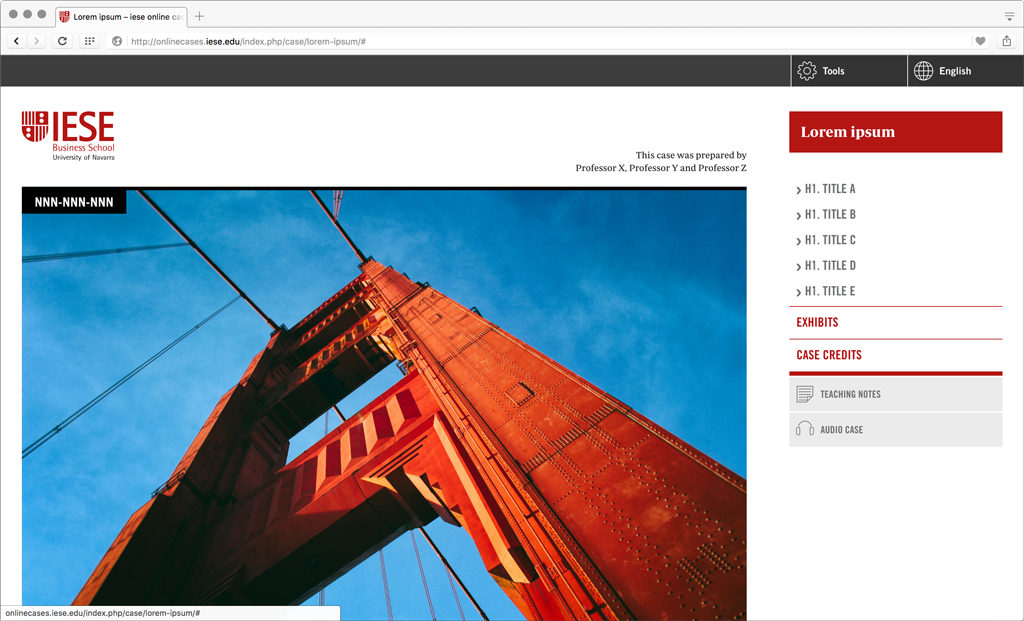 Lorem ipsum – iese online cas
http://onlinecases.iese.edu/index.php/case/lorem-ipsum/#
Tools
English
IESE
Business School
University of Navarra
This case was prepared by
Professor X, Professor Y and Professor Z
Lorem ipsum
NNN-NNN-NNN
H1. TITLE A
H1. TITLE B
H1. TITLE C
H1. TITLE D
H1. TITLE E
EXHIBITS
CASE CREDITS
TEACHING NOTES
AUDIO CASE
onlinecases.iese.edu/index.php/case/lorem-ipsum/#